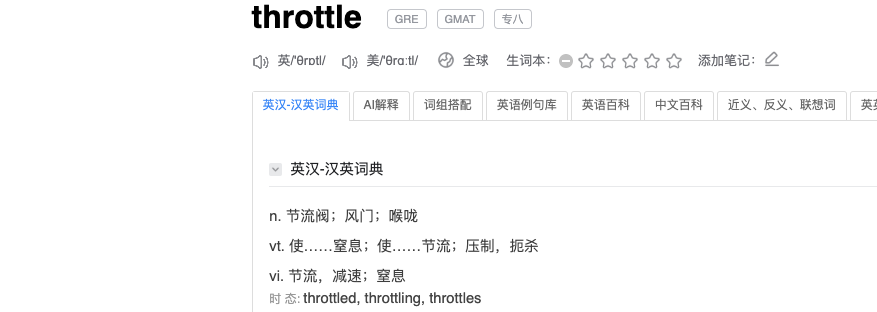 throttle GRE GMAT 专八
英/'θrɒtl/ 美/'θrɑːtl/ 全球 生词本： 添加笔记：
英汉-汉英词典 AI解释 词组搭配 英语例句库 英语百科 中文百科 近义、反义、联想词 英
英汉-汉英词典
n. 节流阀；风门；喉咙
vt. 使……窒息；使……节流；压制，扼杀
vi. 节流，减速；窒息
时 态: throttled, throttling, throttles